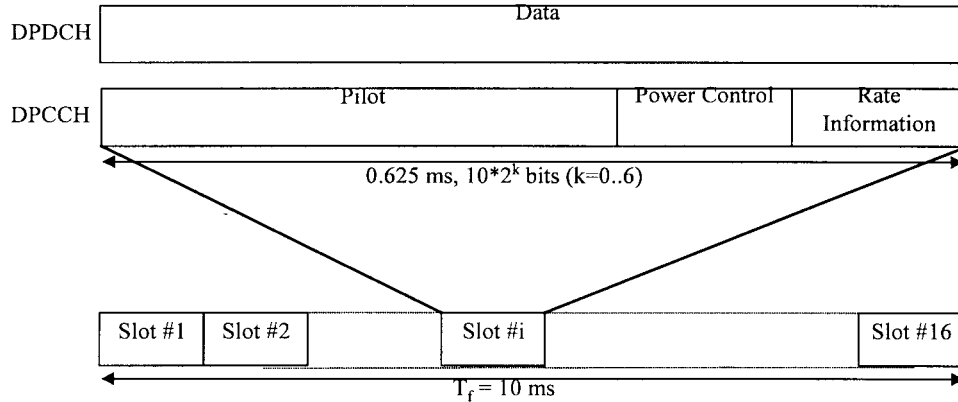 Data
DPDCH
DPCCH
Pilot
Power Control
Rate
Information
0.625 ms, 10*2^k bits (k=0..6)
Slot #1
Slot #2
Slot #i
Slot #16
T_f = 10 ms